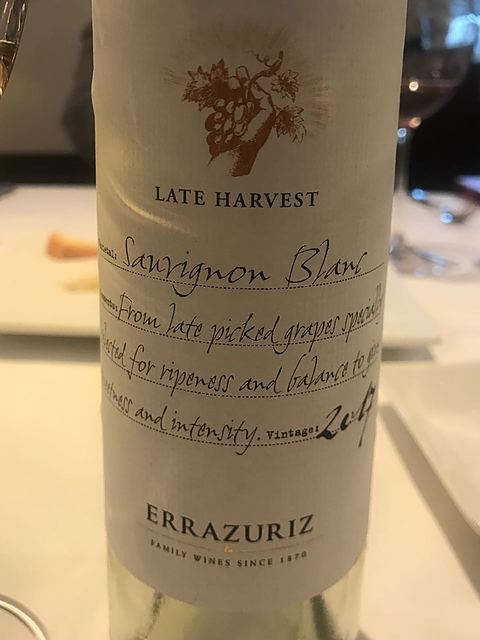 LATE HARVEST
Sauvignon Blanc
From late picked grapes
for ripeness and balance to
and intensity. Vintage: 2017
ERRAZURIZ
FAMILY WINES SINCE 1870